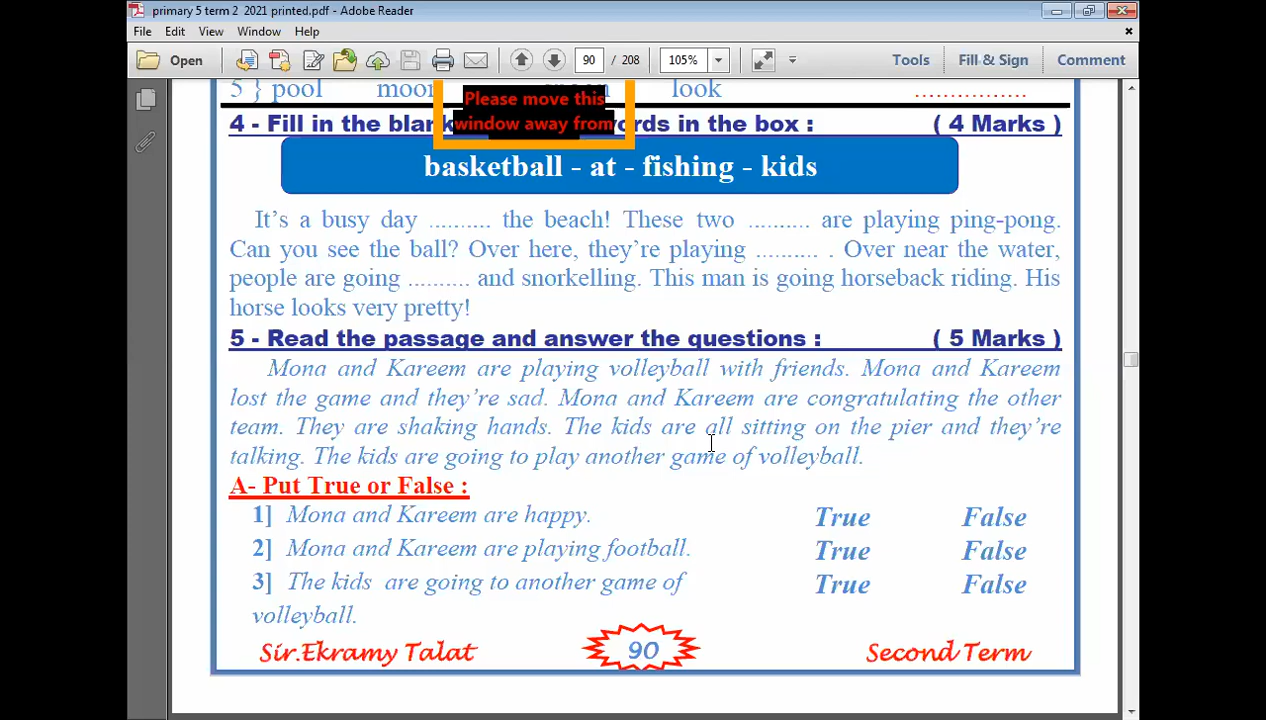 primary 5 term 2 2021 printed.pdf - Adobe Reader
File Edit View Window Help
Open 90 / 208 105% Tools Fill & Sign Comment
5 } pool moon look ...............
Please move this
window away from
4 - Fill in the blank words in the box : ( 4 Marks )
basketball - at - fishing - kids
It's a busy day .......... the beach! These two .......... are playing ping-pong.
Can you see the ball? Over here, they're playing .......... . Over near the water,
people are going .......... and snorkelling. This man is going horseback riding. His
horse looks very pretty!
5 - Read the passage and answer the questions : ( 5 Marks )
Mona and Kareem are playing volleyball with friends. Mona and Kareem
lost the game and they're sad. Mona and Kareem are congratulating the other
team. They are shaking hands. The kids are all sitting on the pier and they're
talking. The kids are going to play another game of volleyball.
A- Put True or False :
1] Mona and Kareem are happy. True False
2] Mona and Kareem are playing football. True False
3] The kids are going to another game of True False
volleyball.
Sir.Ekramy Talat 90 Second Term